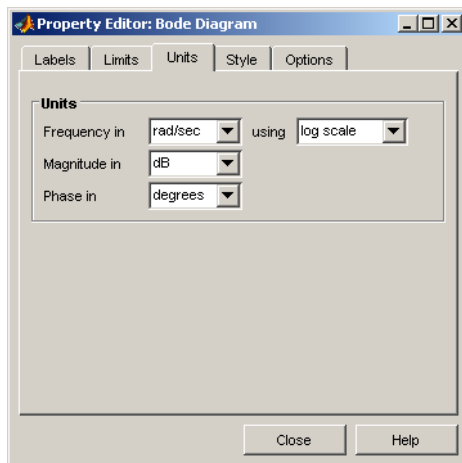 Property Editor: Bode Diagram
Labels Limits Units Style Options
Units
Frequency in rad/sec using log scale
Magnitude in dB
Phase in degrees
Close Help